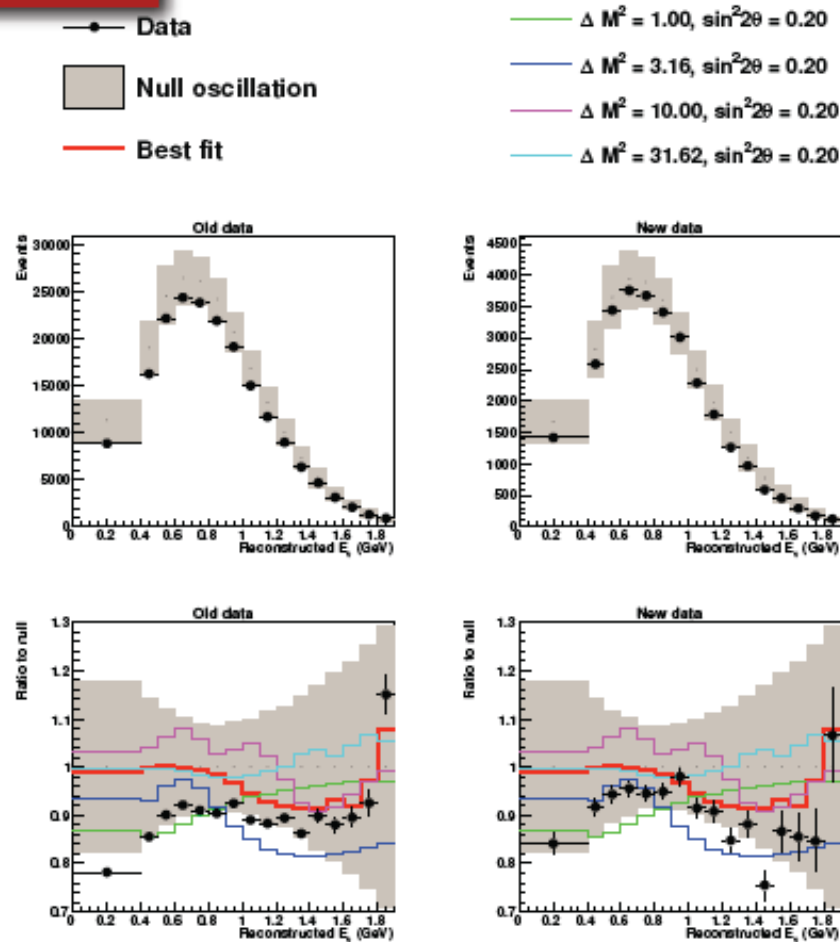 Data
Null oscillation
Best fit
Δ M² = 1.00, sin²2θ = 0.20
Δ M² = 3.16, sin²2θ = 0.20
Δ M² = 10.00, sin²2θ = 0.20
Δ M² = 31.62, sin²2θ = 0.20
Old data
Events
30000
25000
20000
15000
10000
5000
0
0 0.2 0.4 0.6 0.8 1 1.2 1.4 1.6 1.8
Reconstructed E (GeV)
New data
Events
4500
4000
3500
3000
2500
2000
1500
1000
500
0
0 0.2 0.4 0.6 0.8 1 1.2 1.4 1.6 1.8
Reconstructed E (GeV)
Old data
Ratio to null
1.3
1.2
1.1
1
0.9
0.8
0.7
0 0.2 0.4 0.6 0.8 1 1.2 1.4 1.6 1.8
Reconstructed E (GeV)
New data
Ratio to null
1.3
1.2
1.1
1
0.9
0.8
0.7
0 0.2 0.4 0.6 0.8 1 1.2 1.4 1.6 1.8
Reconstructed E (GeV)